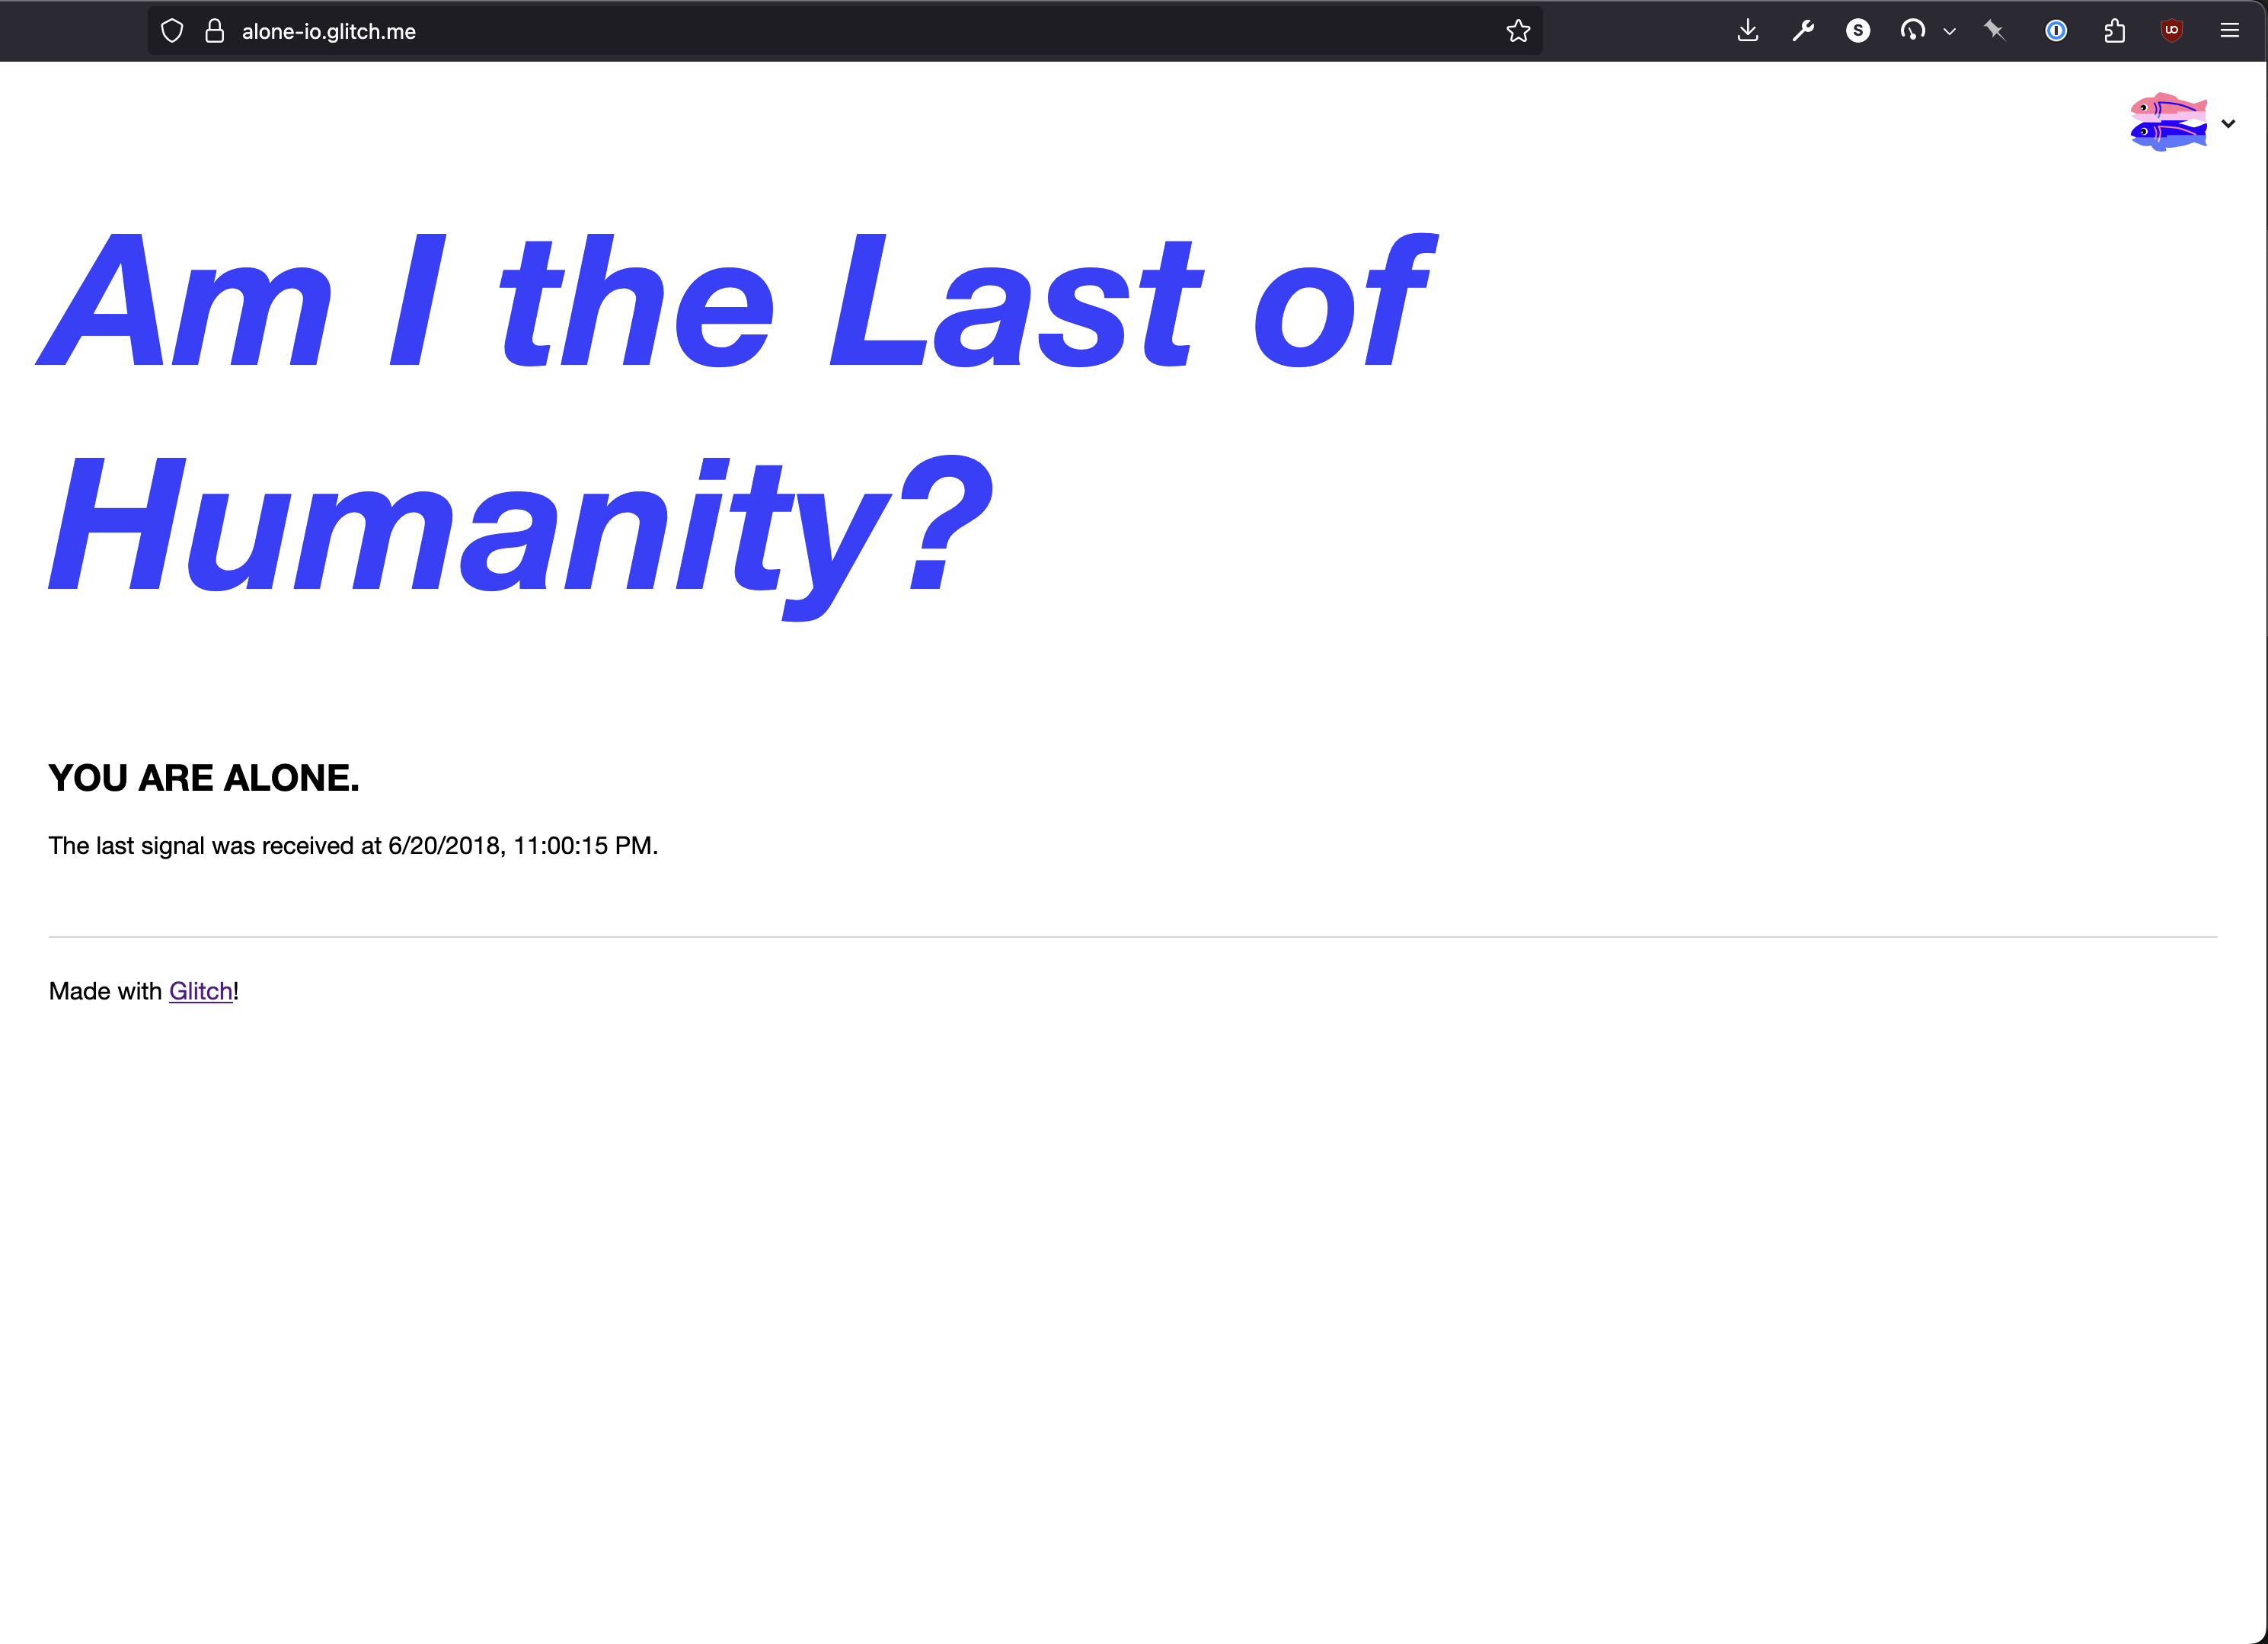 alone-io.glitch.me
S
Am I the Last of
Humanity?
YOU ARE ALONE.
The last signal was received at 6/20/2018, 11:00:15 PM.
Made with Glitch!